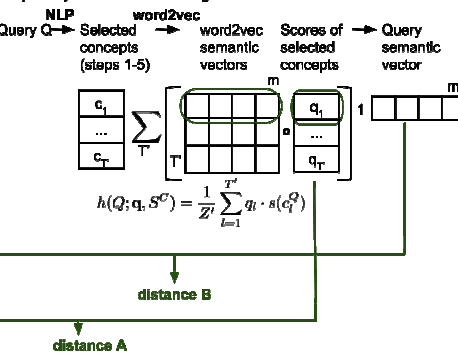 NLP word2vec
Query Q Selected word2vec Scores of Query
concepts semantic selected semantic
(steps 1-5) vectors concepts vector
m m
c1 q1 1
... ∑ T' ∘ ...
cT' T' qT'
h(Q; q, S^C) = 1/Z' ∑_{l=1}^{T'} q_l · s(c_l^Q)
distance B
distance A